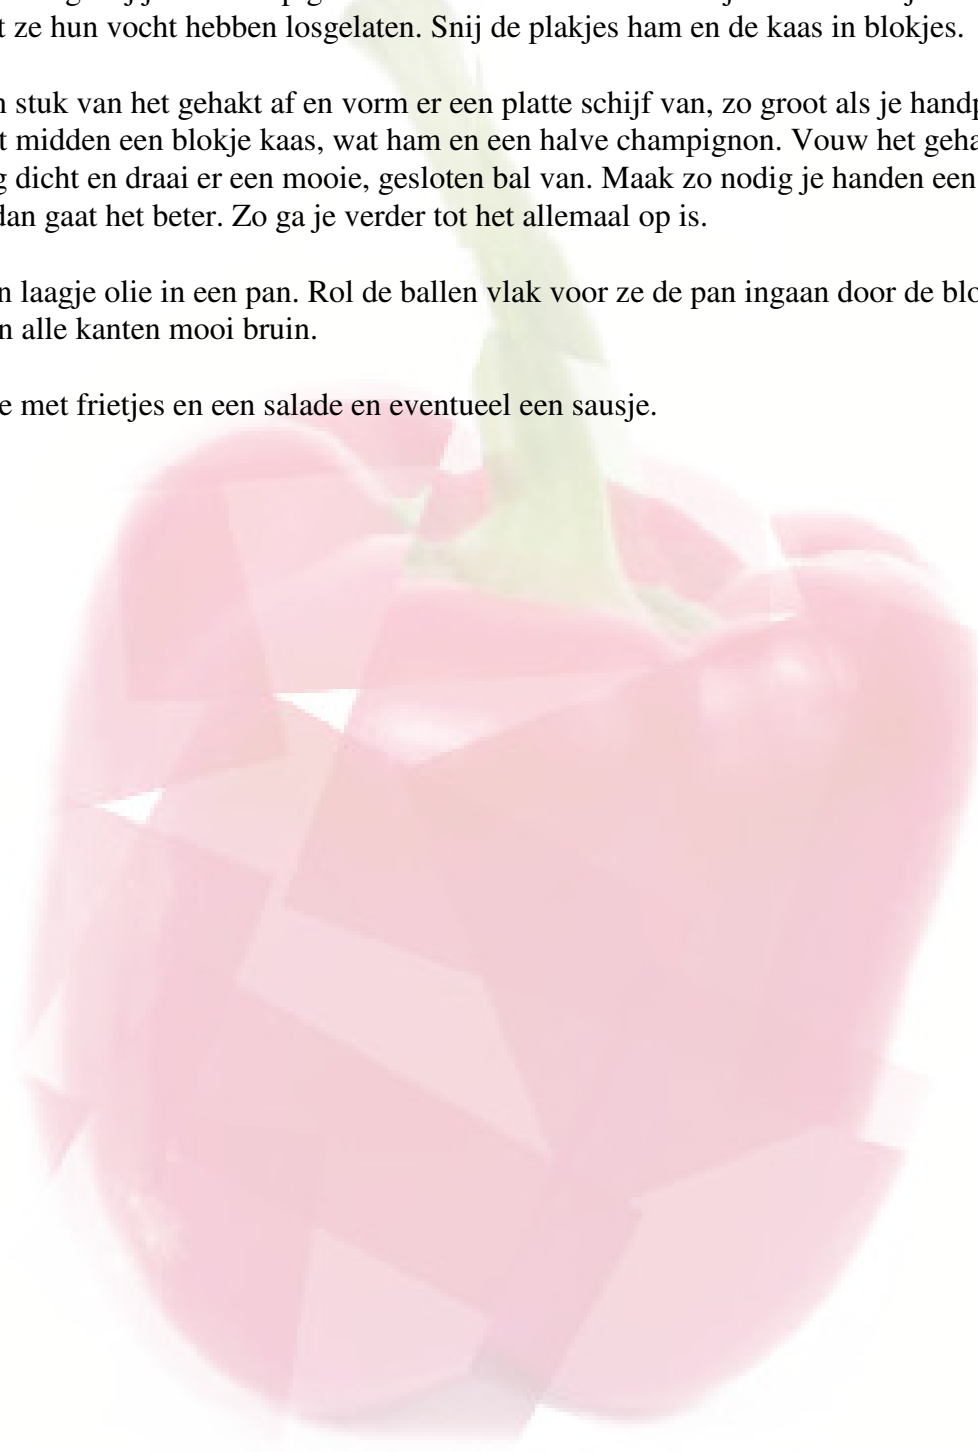 t ze hun vocht hebben losgelaten. Snij de plakjes ham en de kaas in blokjes.
n stuk van het gehakt af en vorm er een platte schijf van, zo groot als je handp
t midden een blokje kaas, wat ham en een halve champignon. Vouw het geha
g dicht en draai er een mooie, gesloten bal van. Maak zo nodig je handen een
dan gaat het beter. Zo ga je verder tot het allemaal op is.
n laagje olie in een pan. Rol de ballen vlak voor ze de pan ingaan door de blo
n alle kanten mooi bruin.
e met frietjes en een salade en eventueel een sausje.